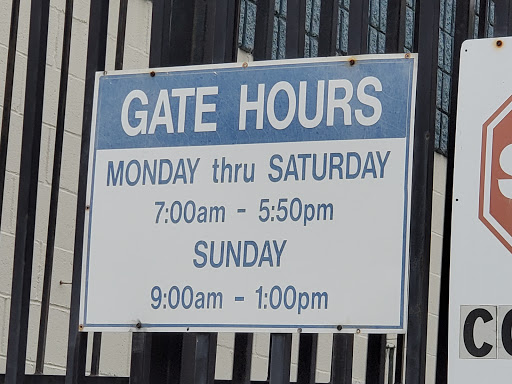 GATE HOURS
MONDAY thru SATURDAY
7:00am - 5:50pm
SUNDAY
9:00am - 1:00pm